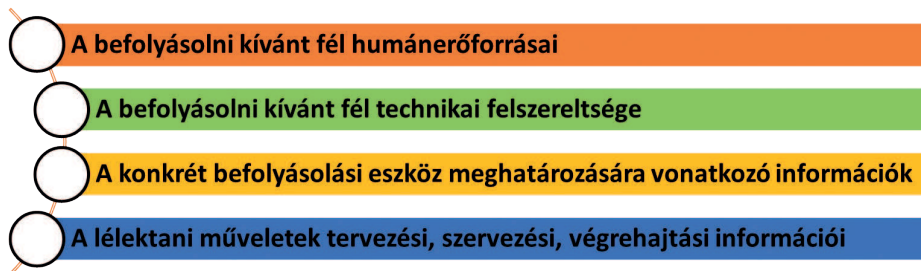 A befolyásolni kívánt fél humánerőforrásai
A befolyásolni kívánt fél technikai felszereltsége
A konkrét befolyásolási eszköz meghatározására vonatkozó információk
A lélektani műveletek tervezési, szervezési, végrehajtási információi